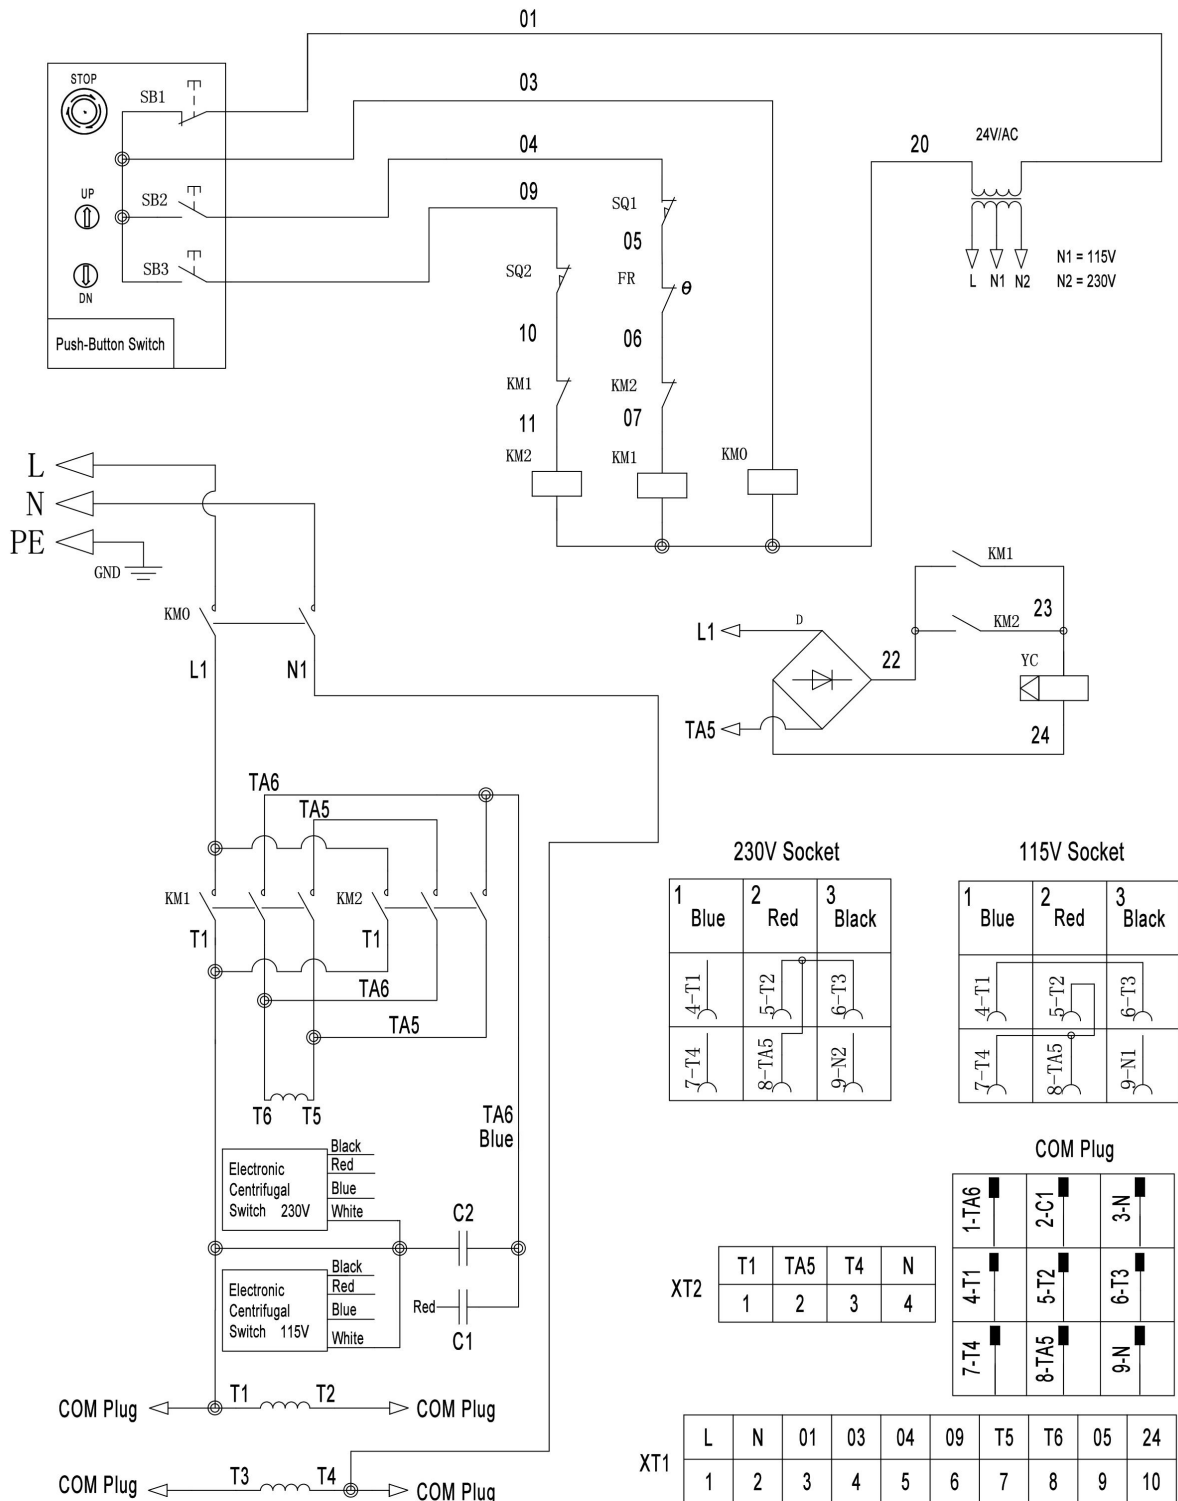 01
STOP
SB1
03
24V/AC
04
20
UP
SB2
09
SQ1
05
SB3
SQ2
FR
θ
L
N1
N2
N1 = 115V
N2 = 230V
DN
10
06
Push-Button Switch
KM1
KM2
11
07
KM2
KM1
KM0
L
N
PE
GND
KM0
L1
N1
L1
D
22
KM1
KM2
23
YC
TA5
24
TA6
TA5
KM1
KM2
T1
T1
TA6
TA5
T6
T5
TA6
Blue
Electronic
Centrifugal
Switch 230V
Black
Red
Blue
White
C2
Electronic
Centrifugal
Switch 115V
Black
Red
Blue
White
Red
C1
COM Plug
T1
T2
COM Plug
COM Plug
T3
T4
COM Plug
230V Socket
1 Blue
2 Red
3 Black
4-T1
5-T2
6-T3
7-T4
8-TA5
9-N2
115V Socket
1 Blue
2 Red
3 Black
4-T1
5-T2
6-T3
7-T4
8-TA5
9-N1
COM Plug
1-TA6
2-C1
3-N
4-T1
5-T2
6-T3
7-T4
8-TA5
9-N
XT2
T1 TA5 T4 N
1 2 3 4
XT1
L N 01 03 04 09 T5 T6 05 24
1 2 3 4 5 6 7 8 9 10